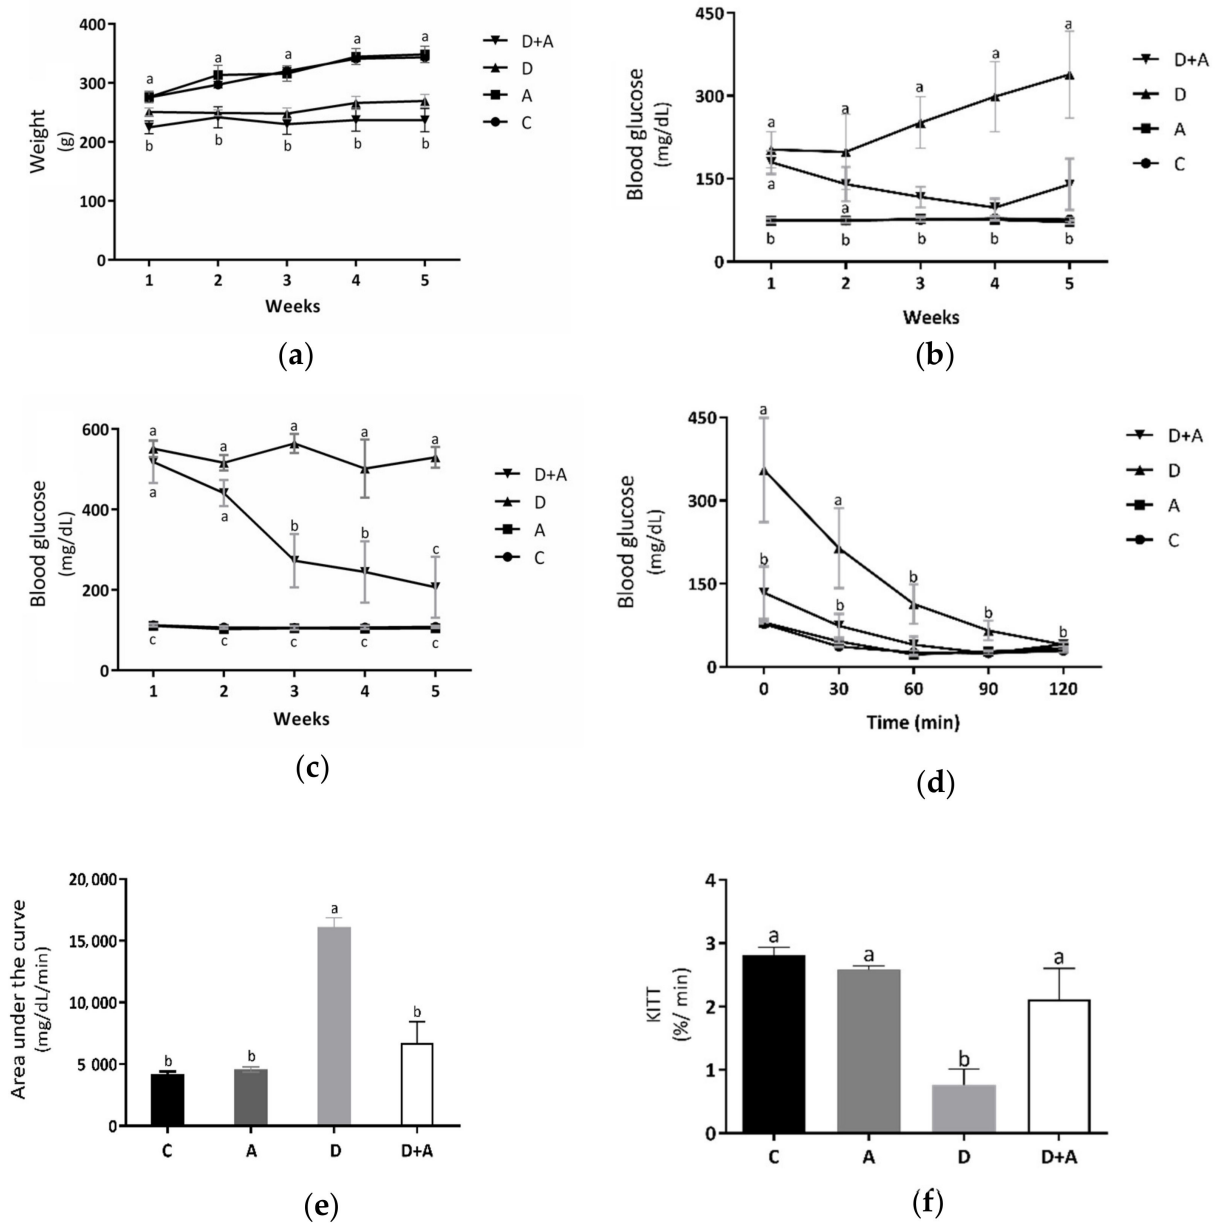 400
300
200
100
0
Weight
(g)
a a a a a
b b b b b
1 2 3 4 5
Weeks
D+A
D
A
C
(a)
450
300
150
0
Blood glucose
(mg/dL)
a a a a a
a a
b b b b b
1 2 3 4 5
Weeks
D+A
D
A
C
(b)
600
400
200
0
Blood glucose
(mg/dL)
a a a a a
a a b b c
c c c c c
1 2 3 4 5
Weeks
D+A
D
A
C
(c)
450
300
150
0
Blood glucose
(mg/dL)
a a b b b
b b
0 30 60 90 120
Time (min)
D+A
D
A
C
(d)
20,000
15,000
10,000
5 000
0
Area under the curve
(mg/dL/min)
b b a b
C A D D+A
(e)
4
3
2
1
0
KITT
(%/ min)
a a b a
C A D D+A
(f)